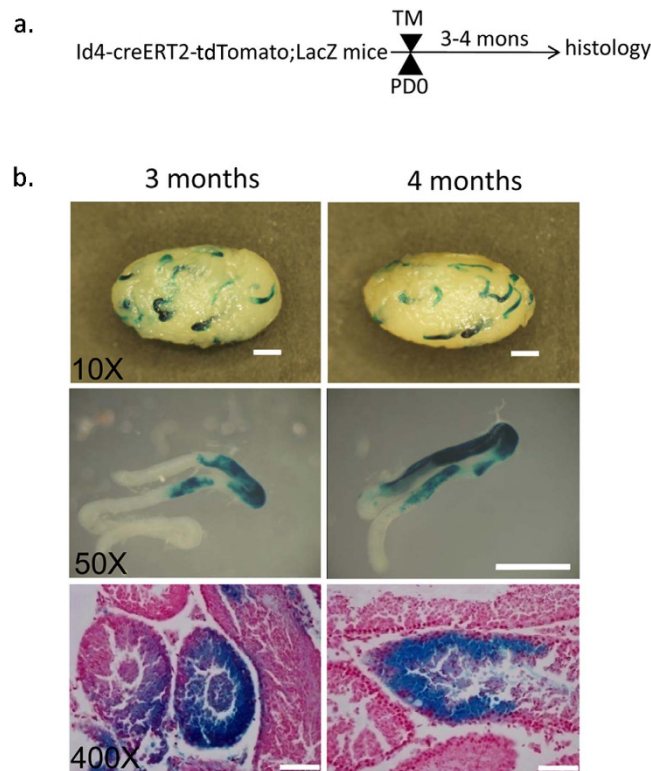 a.
TM
Id4-creERT2-tdTomato;LacZ mice 3-4 mons histology
PD0
b.
3 months 4 months
10X
50X
400X